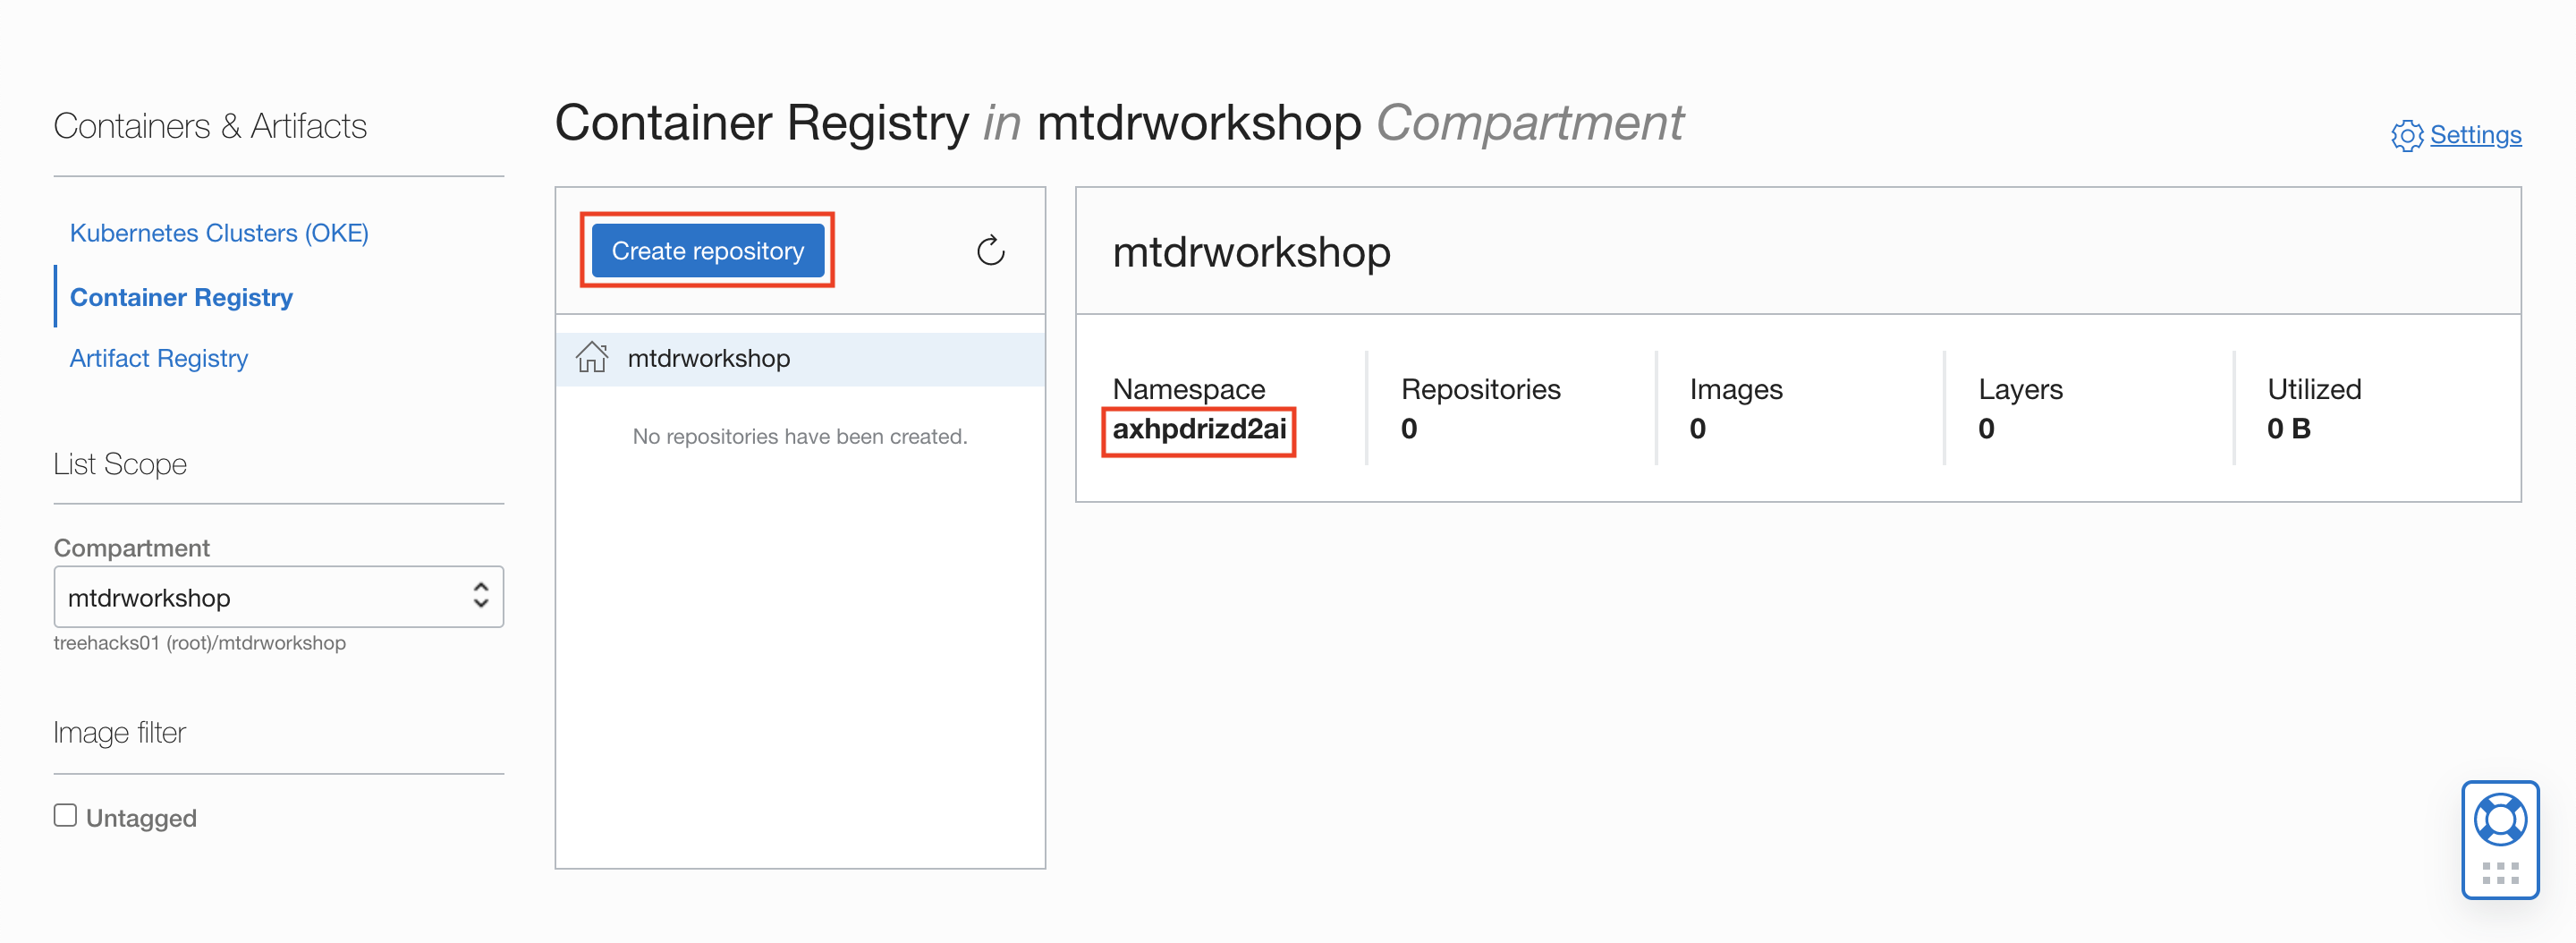 Containers & Artifacts
Kubernetes Clusters (OKE)
Container Registry
Artifact Registry
List Scope
Compartment
mtdrworkshop
treehacks01 (root)/mtdrworkshop
Image filter
Untagged
Container Registry in mtdrworkshop Compartment
Settings
Create repository
mtdrworkshop
No repositories have been created.
mtdrworkshop
Namespace
axhpdrizd2ai
Repositories
0
Images
0
Layers
0
Utilized
0 B